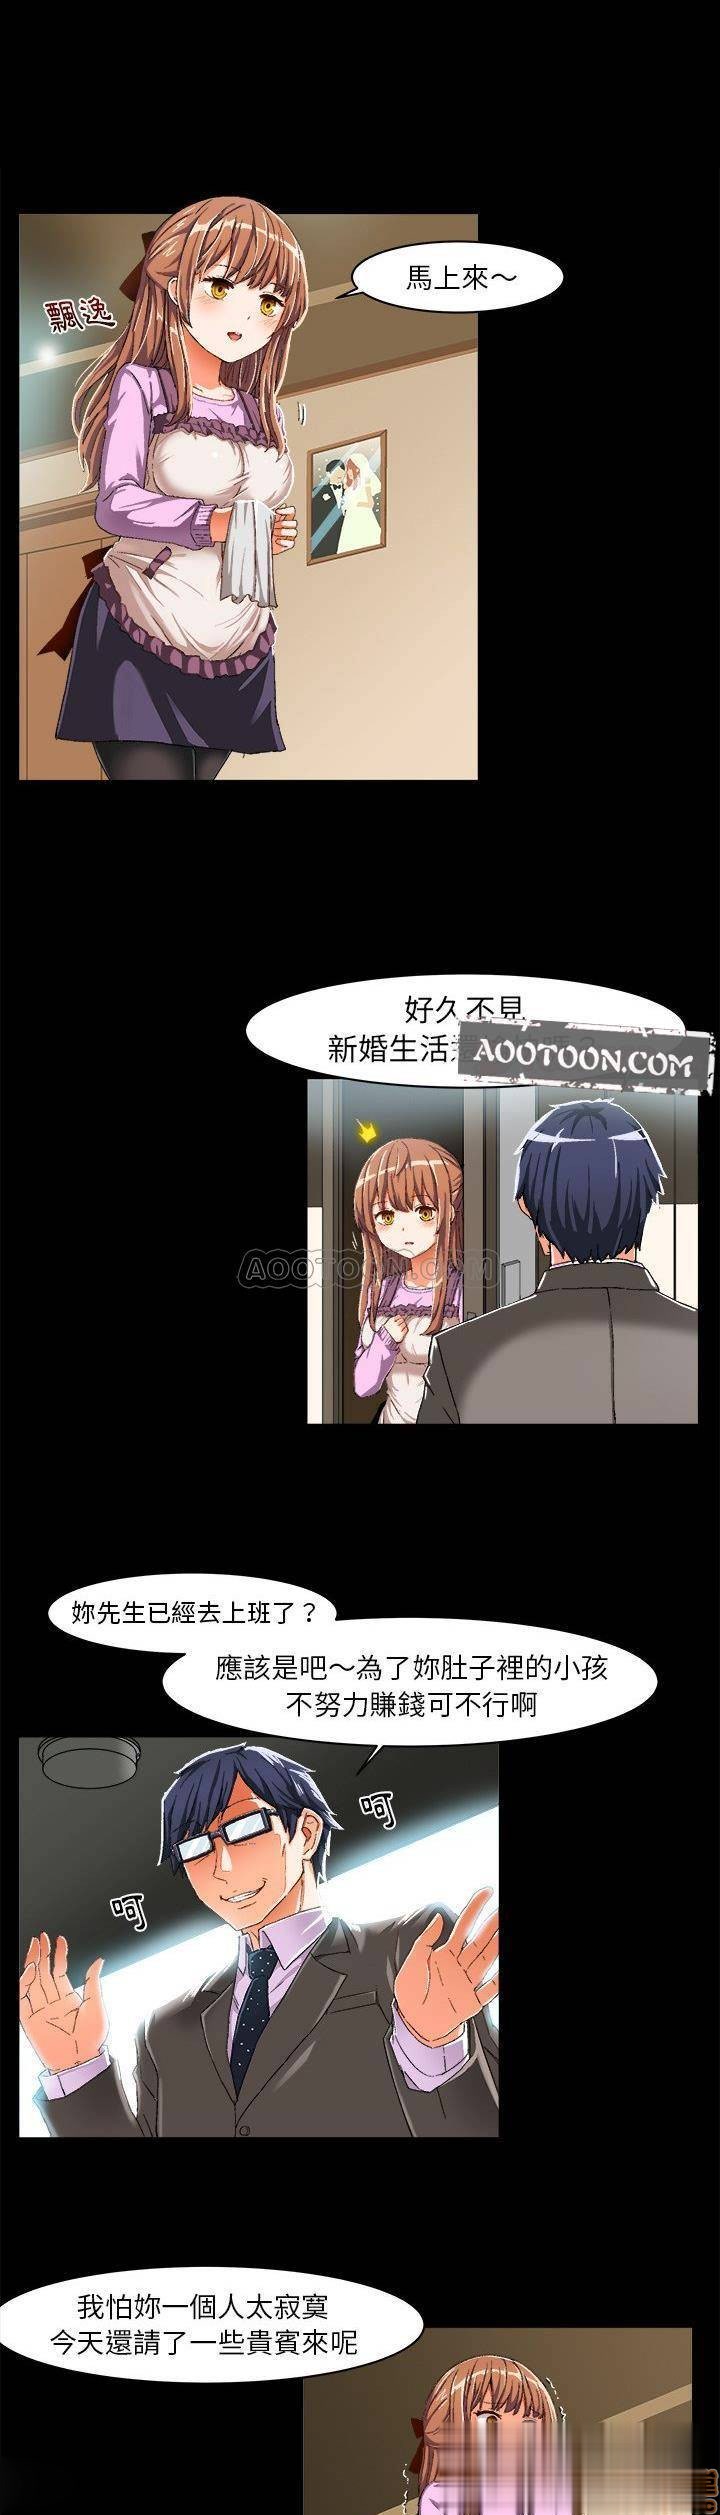 馬上來～
飄逸
好久不見
新婚生活還
AOOTOON.COM
AOOTOON.COM
妳先生已經去上班了？
應該是吧～為了妳肚子裡的小孩
不努力賺錢可不行啊
呵
呵
我怕妳一個人太寂寞
今天還請了一些貴賓來呢